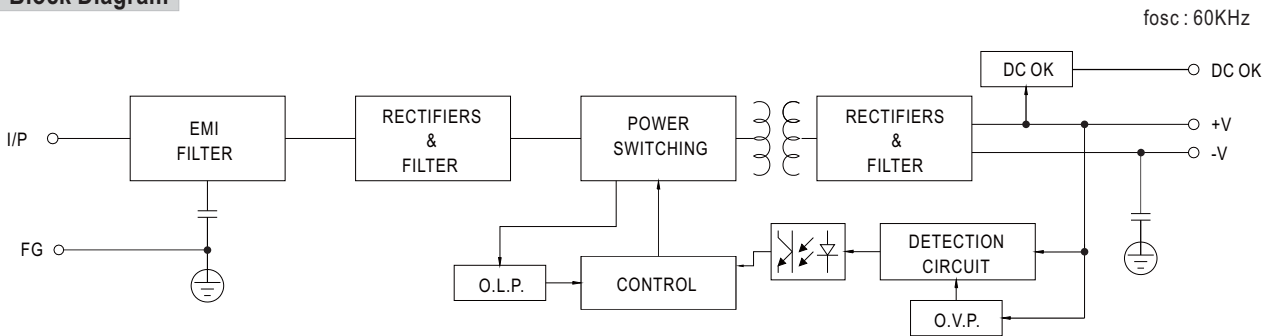 Block Diagram
fosc : 60KHz
DC OK
DC OK
I/P
EMI
FILTER
RECTIFIERS
&
FILTER
POWER
SWITCHING
RECTIFIERS
&
FILTER
+V
-V
FG
O.L.P.
CONTROL
DETECTION
CIRCUIT
O.V.P.